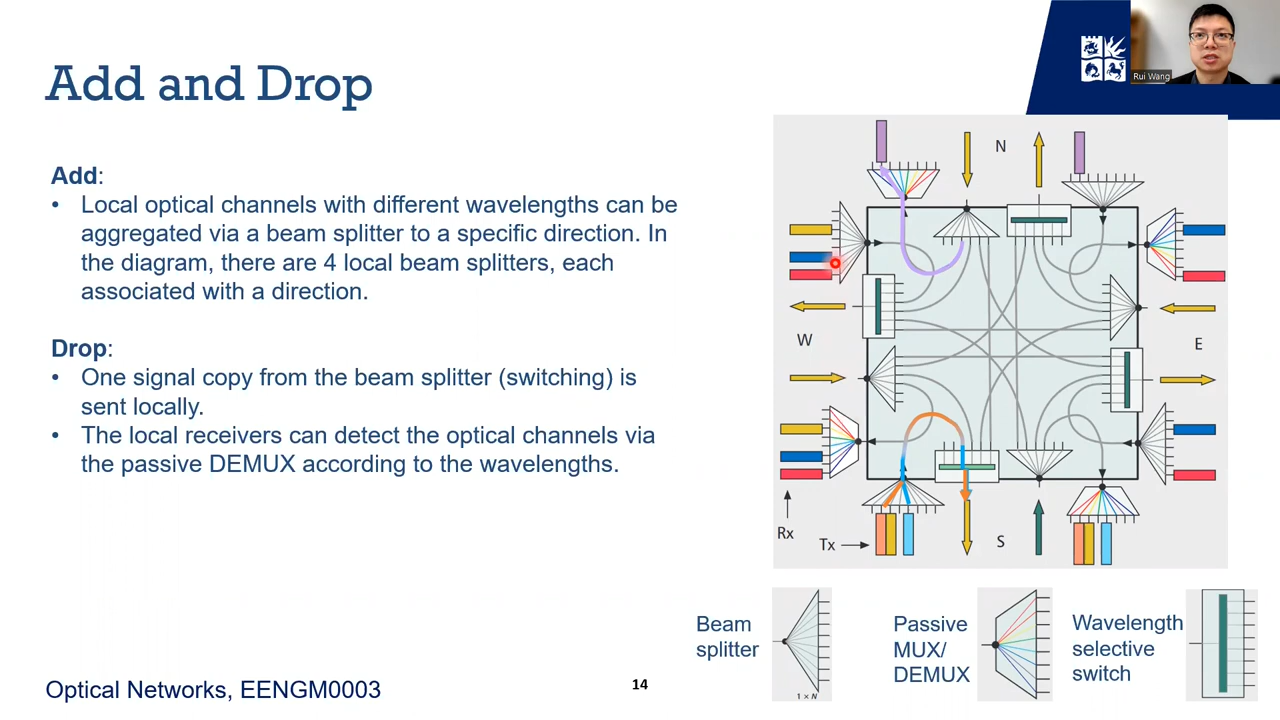 Rui Wang
Add and Drop
Add:
• Local optical channels with different wavelengths can be
aggregated via a beam splitter to a specific direction. In
the diagram, there are 4 local beam splitters, each
associated with a direction.
Drop:
• One signal copy from the beam splitter (switching) is
sent locally.
• The local receivers can detect the optical channels via
the passive DEMUX according to the wavelengths.
N
W
E
S
Rx
Tx
Beam
splitter
1 × N
Passive
MUX/
DEMUX
Wavelength
selective
switch
Optical Networks, EENGM0003
14